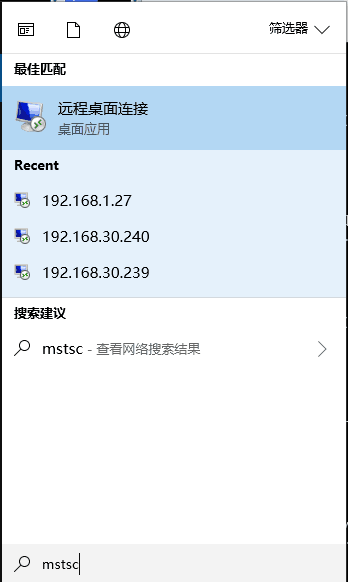 筛选器
最佳匹配
远程桌面连接
桌面应用
Recent
192.168.1.27
192.168.30.240
192.168.30.239
搜索建议
mstsc - 查看网络搜索结果
mstsc